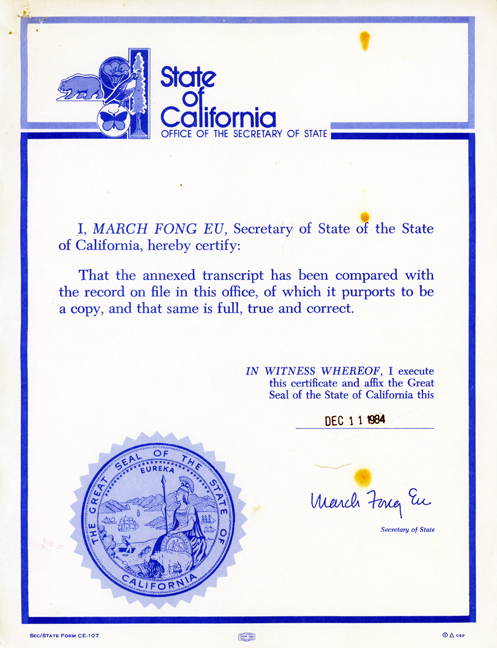 State
of
California
OFFICE OF THE SECRETARY OF STATE
I, MARCH FONG EU, Secretary of State of the State
of California, hereby certify:
That the annexed transcript has been compared with
the record on file in this office, of which it purports to be
a copy, and that same is full, true and correct.
IN WITNESS WHEREOF, I execute
this certificate and affix the Great
Seal of the State of California this
DEC 11 1984
March Fong Eu
Secretary of State
THE GREAT SEAL OF THE STATE OF CALIFORNIA
EUREKA
SEC/STATE FORM CE-107
OSP